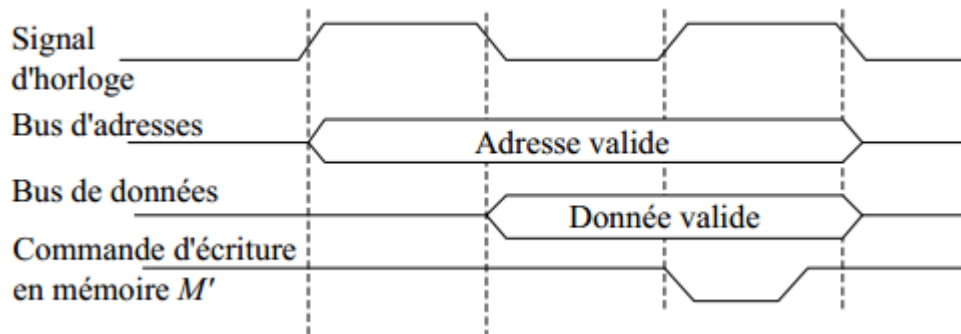 Signal
d'horloge
Bus d'adresses
Adresse valide
Bus de données
Donnée valide
Commande d'écriture
en mémoire M'